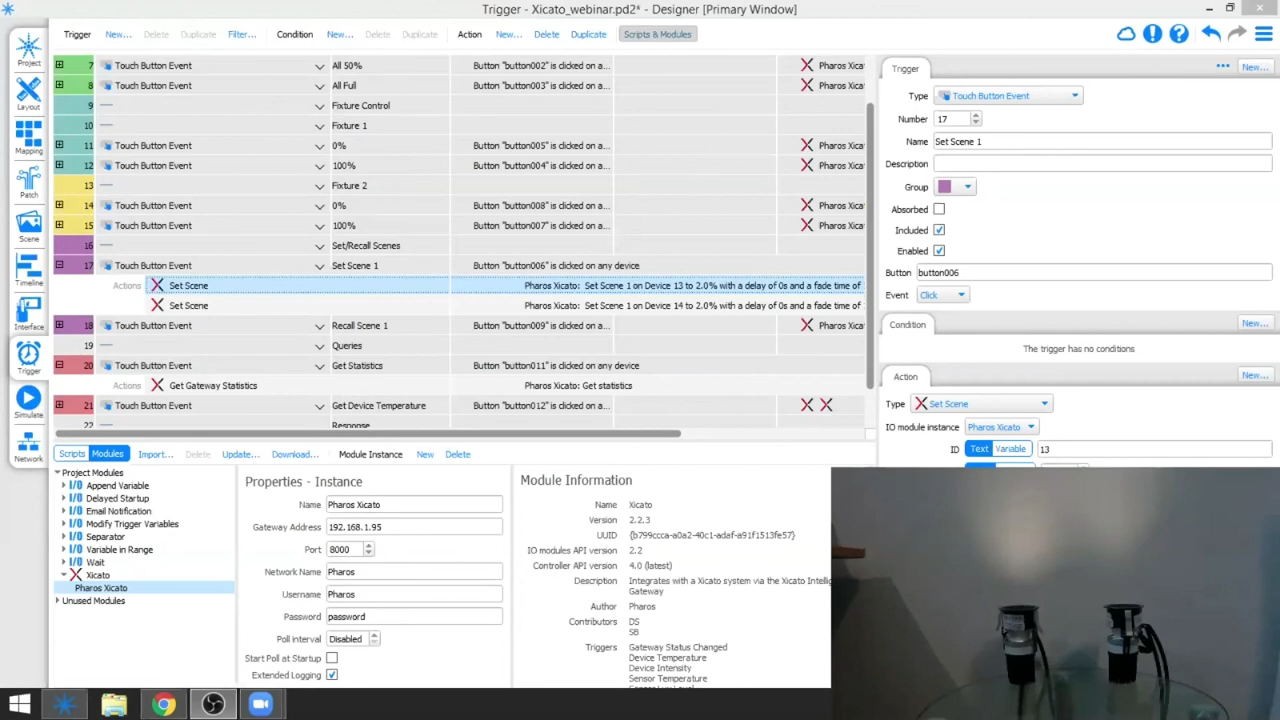 Trigger - Xicato_webinar.pd2* - Designer [Primary Window]
Trigger New... Delete Duplicate Filter... Condition New... Delete Duplicate Action New... Delete Duplicate Scripts & Modules
Project
Layout
Mapping
Patch
Scene
Timeline
Interface
Trigger
Simulate
Network
7 Touch Button Event All 50% Button "button002" is clicked on a... Pharos Xicat
8 Touch Button Event All Full Button "button003" is clicked on a... Pharos Xicat
9 Fixture Control
10 Fixture 1
11 Touch Button Event 0% Button "button005" is clicked on a... Pharos Xicat
12 Touch Button Event 100% Button "button004" is clicked on a... Pharos Xicat
13 Fixture 2
14 Touch Button Event 0% Button "button008" is clicked on a... Pharos Xicat
15 Touch Button Event 100% Button "button007" is clicked on a... Pharos Xicat
16 Set/Recall Scenes
17 Touch Button Event Set Scene 1 Button "button006" is clicked on any device
Actions Set Scene Pharos Xicato: Set Scene 1 on Device 13 to 2.0% with a delay of 0s and a fade time of
Set Scene Pharos Xicato: Set Scene 1 on Device 14 to 2.0% with a delay of 0s and a fade time of
18 Touch Button Event Recall Scene 1 Button "button009" is clicked on a... Pharos Xicat
19 Queries
20 Touch Button Event Get Statistics Button "button011" is clicked on any device
Actions Get Gateway Statistics Pharos Xicato: Get statistics
21 Touch Button Event Get Device Temperature Button "button012" is clicked on a...
22 Response
Trigger New...
Type Touch Button Event
Number 17
Name Set Scene 1
Description
Group
Absorbed
Included
Enabled
Button button006
Event Click
Condition New...
The trigger has no conditions
Action New...
Type Set Scene
IO module instance Pharos Xicato
ID Text Variable 13
Scripts Modules Import... Delete Update... Download... Module Instance New Delete
Project Modules
Append Variable
Delayed Startup
Email Notification
Modify Trigger Variables
Separator
Variable in Range
Wait
Xicato
Pharos Xicato
Unused Modules
Properties - Instance
Name Pharos Xicato
Gateway Address 192.168.1.95
Port 8000
Network Name Pharos
Username Pharos
Password password
Poll interval Disabled
Start Poll at Startup
Extended Logging
Module Information
Name Xicato
Version 2.2.3
UUID {b799ccca-a0a2-40c1-adaf-a91f1513fe57}
IO modules API version 2.2
Controller API version 4.0 (latest)
Description Integrates with a Xicato system via the Xicato Intellig
Gateway
Author Pharos
Contributors DS
SB
Triggers Gateway Status Changed
Device Temperature
Device Intensity
Sensor Temperature